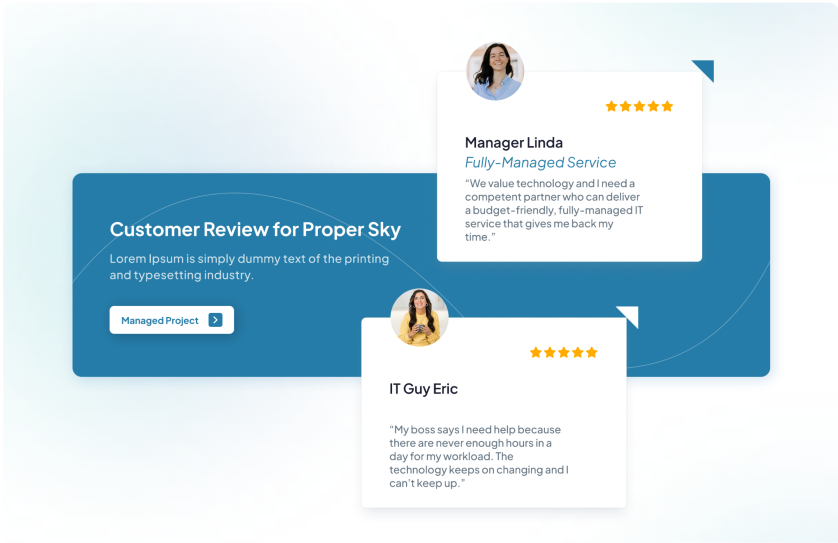 Manager Linda
Fully-Managed Service
“We value technology and I need a
competent partner who can deliver
a budget-friendly, fully-managed IT
service that gives me back my
time.”
Customer Review for Proper Sky
Lorem Ipsum is simply dummy text of the printing
and typesetting industry.
Managed Project
IT Guy Eric
“My boss says I need help because
there are never enough hours in a
day for my workload. The
technology keeps on changing and I
can’t keep up.”